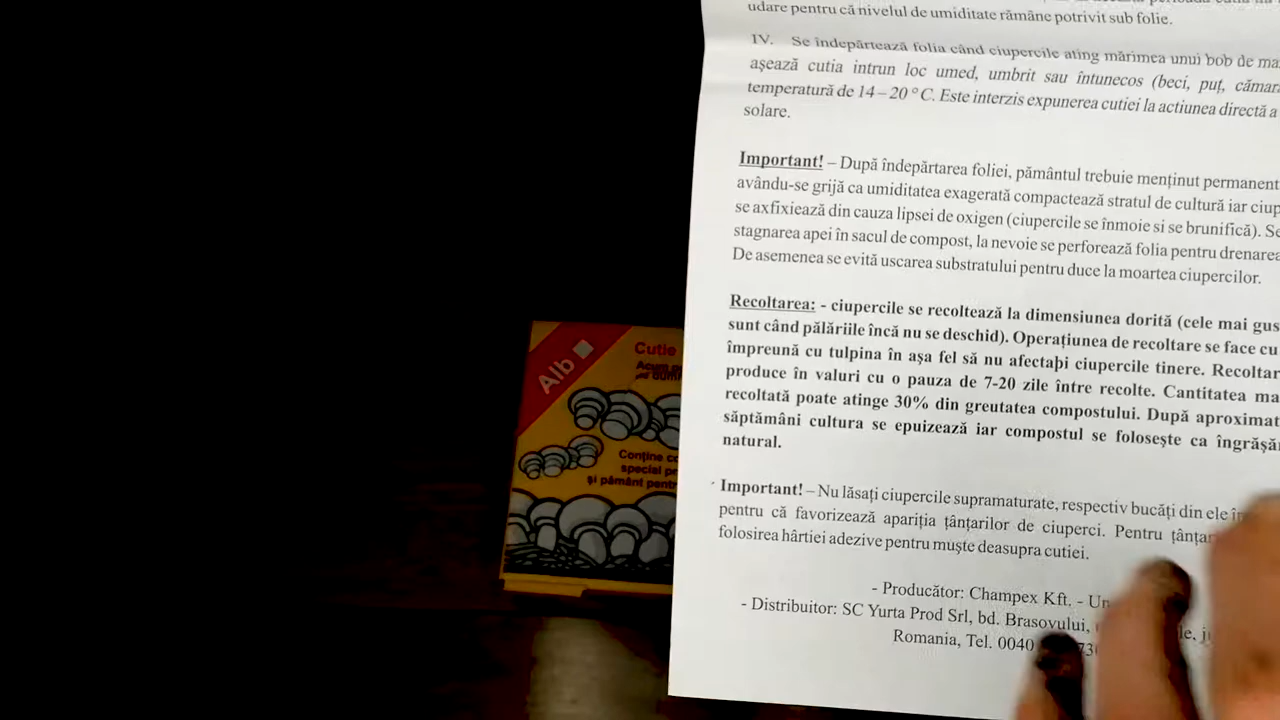 udare pentru că nivelul de umiditate rămâne potrivit sub folie.
IV. Se îndepărtează folia când ciupercile ating mărimea unui bob de
așează cutia intrun loc umed, umbrit sau întunecos (beci, puț,
temperatură de 14 – 20 ° C. Este interzis expunerea cutiei la actiunea directă a
solare.
Important! – După îndepărtarea foliei, pământul trebuie menținut permanent
avându-se grijă ca umiditatea exagerată compactează stratul de cultură iar
se axfixiează din cauza lipsei de oxigen (ciupercile se înmoie si se brunifică).
stagnarea apei în sacul de compost, la nevoie se perforează folia pentru drenarea
De asemenea se evită uscarea substratului pentru duce la moartea ciupercilor.
Recoltarea: - ciupercile se recoltează la dimensiunea dorită (cele mai
sunt când pălăriile încă nu se deschid). Operațiunea de recoltare se face
împreună cu tulpina în așa fel să nu afectați ciupercile tinere.
produce în valuri cu o pauza de 7-20 zile între recolte. Cantitatea
recoltată poate atinge 30% din greutatea compostului. După
săptămâni cultura se epuizează iar compostul se folosește ca
natural.
Important! – Nu lăsați ciupercile supramaturate, respectiv bucăți din ele
pentru că favorizează apariția țânțarilor de ciuperci. Pentru
folosirea hârtiei adezive pentru muște deasupra cutiei.
- Producător: Champex Kft. -
- Distribuitor: SC Yurta Prod Srl, bd. Brasovului,
Romania, Tel. 0040
Alb
Cutie
Conține
special
și pământ